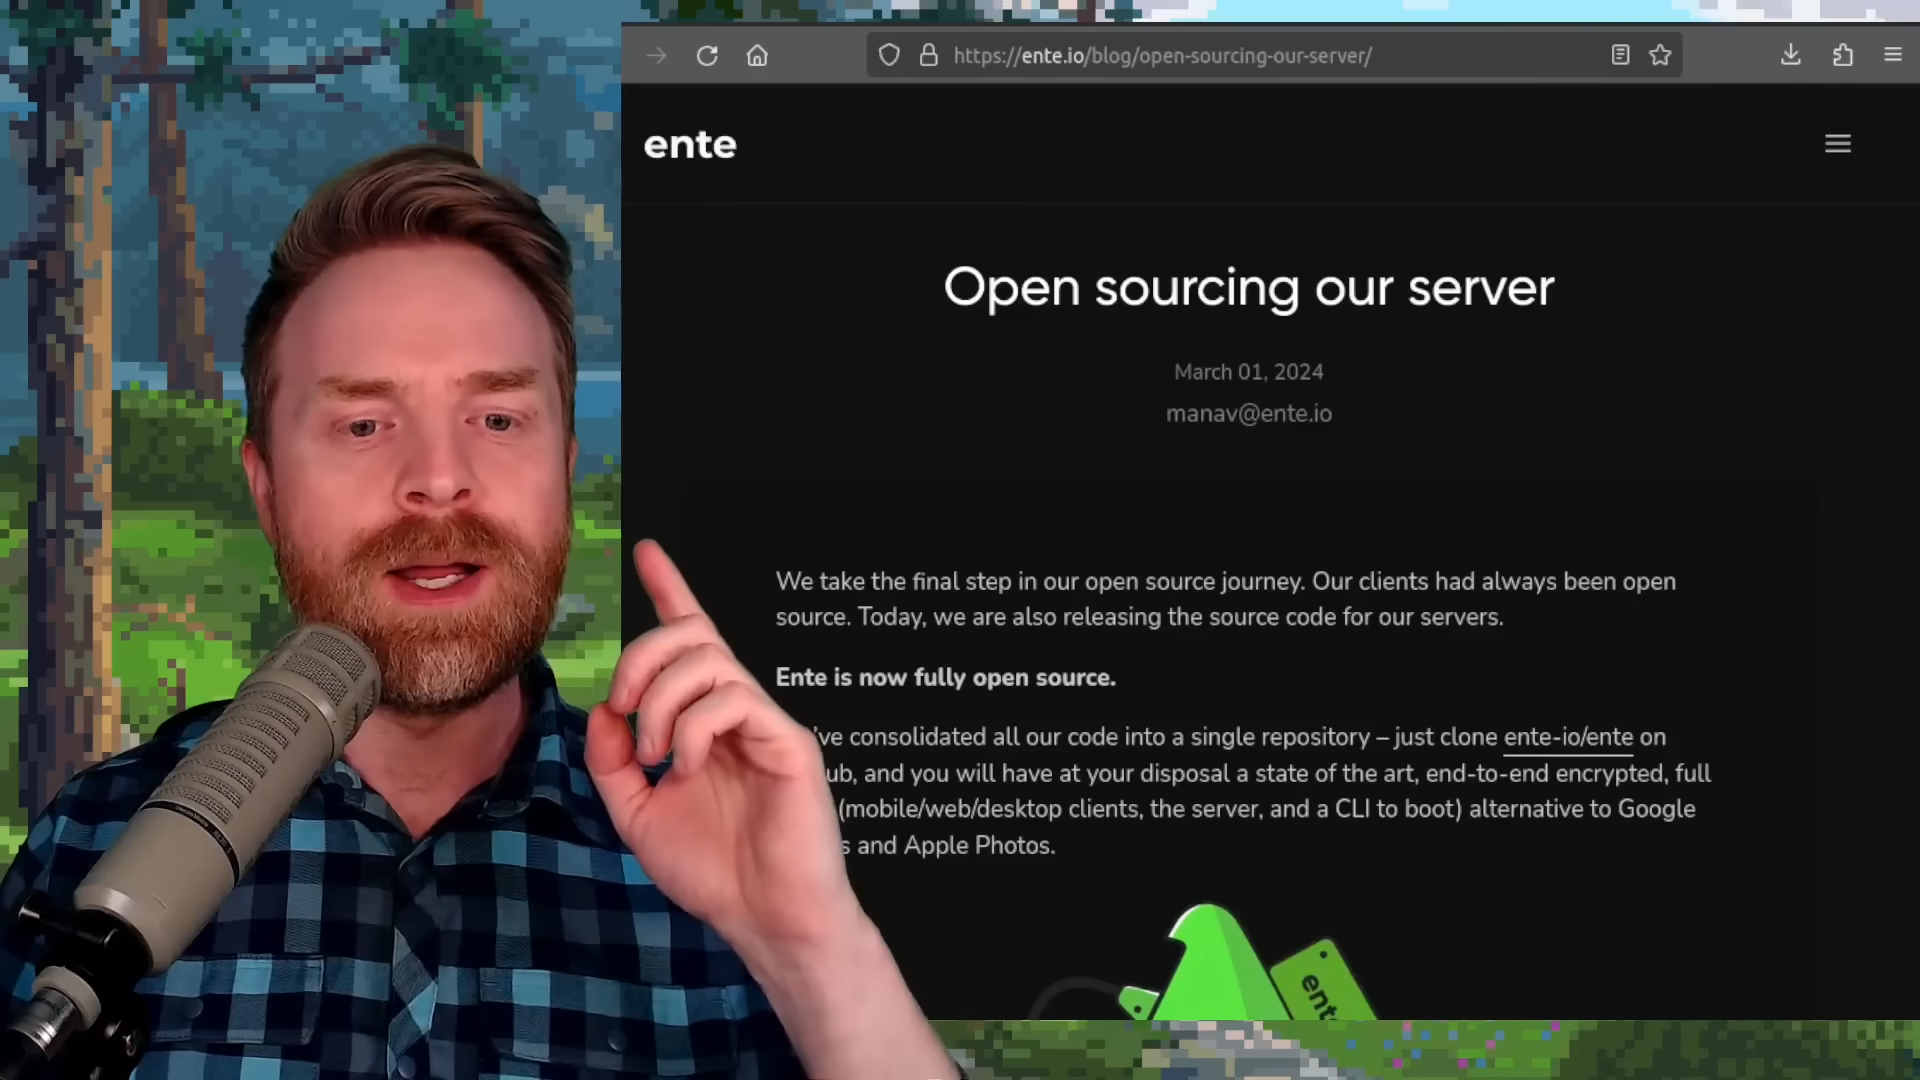 https://ente.io/blog/open-sourcing-our-server/
ente
Open sourcing our server
March 01, 2024
manav@ente.io
We take the final step in our open source journey. Our clients had always been open
source. Today, we are also releasing the source code for our servers.
Ente is now fully open source.
've consolidated all our code into a single repository – just clone ente-io/ente on
ub, and you will have at your disposal a state of the art, end-to-end encrypted, full
(mobile/web/desktop clients, the server, and a CLI to boot) alternative to Google
s and Apple Photos.
ente